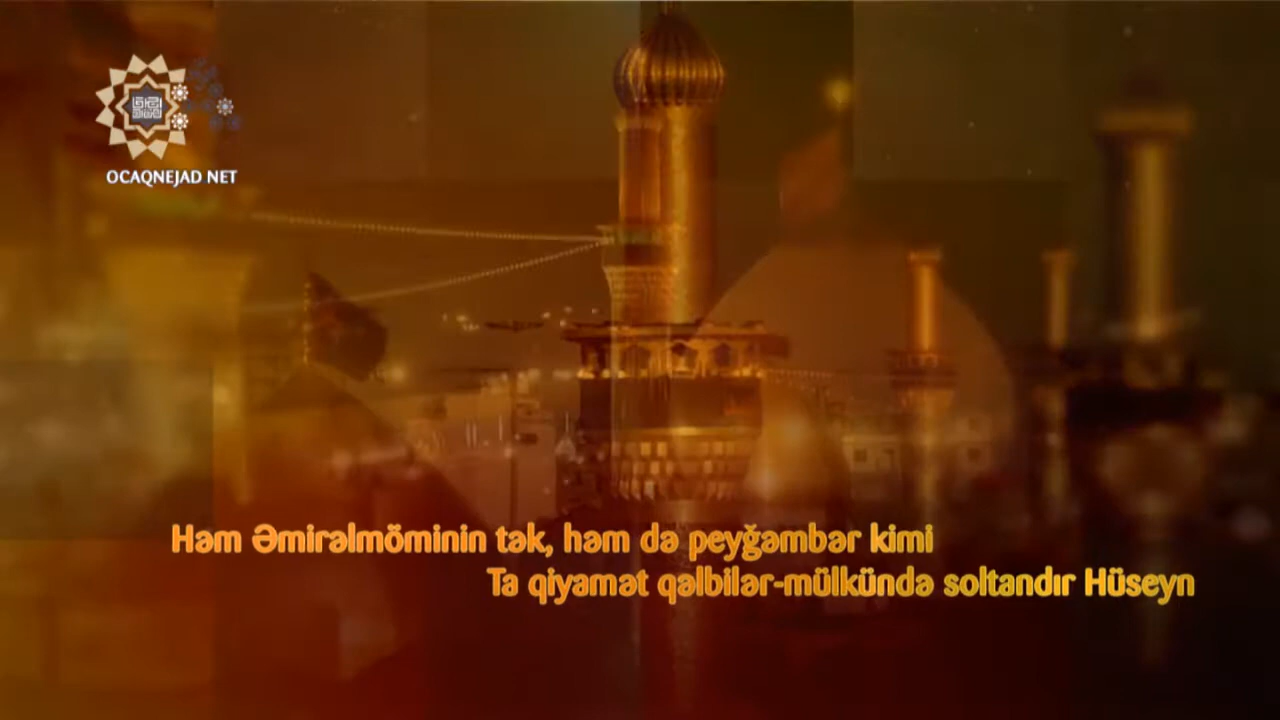 OCAQNEJAD NET
Həm Əmirəlmöminin tək, həm də peyğəmbər kimi
Ta qiyamət qəlbilər-mülkündə soltandır Hüseyn